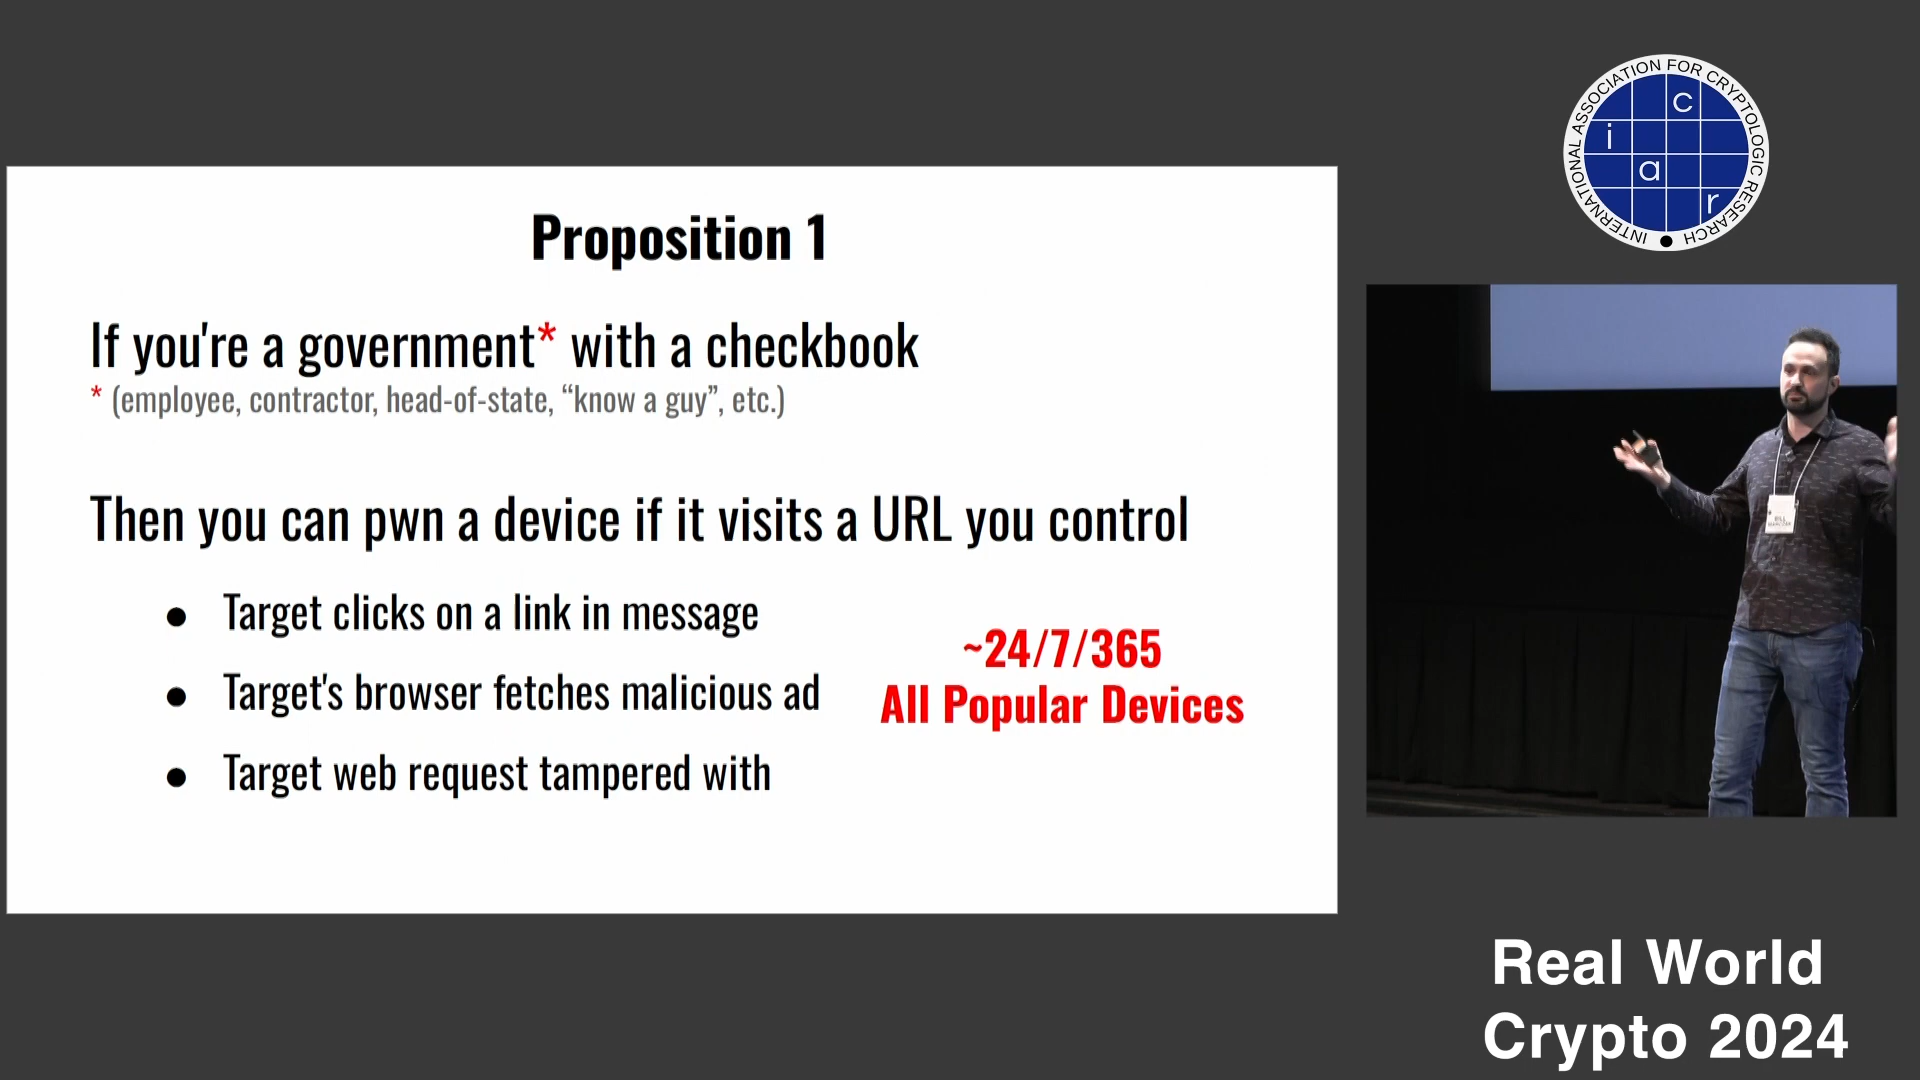 Proposition 1
If you're a government* with a checkbook
* (employee, contractor, head-of-state, “know a guy”, etc.)
Then you can pwn a device if it visits a URL you control
● Target clicks on a link in message
● Target's browser fetches malicious ad
● Target web request tampered with
~24/7/365
All Popular Devices
INTERNATIONAL ASSOCIATION FOR CRYPTOLOGIC RESEARCH
i a c r
BILL
Real World
Crypto 2024